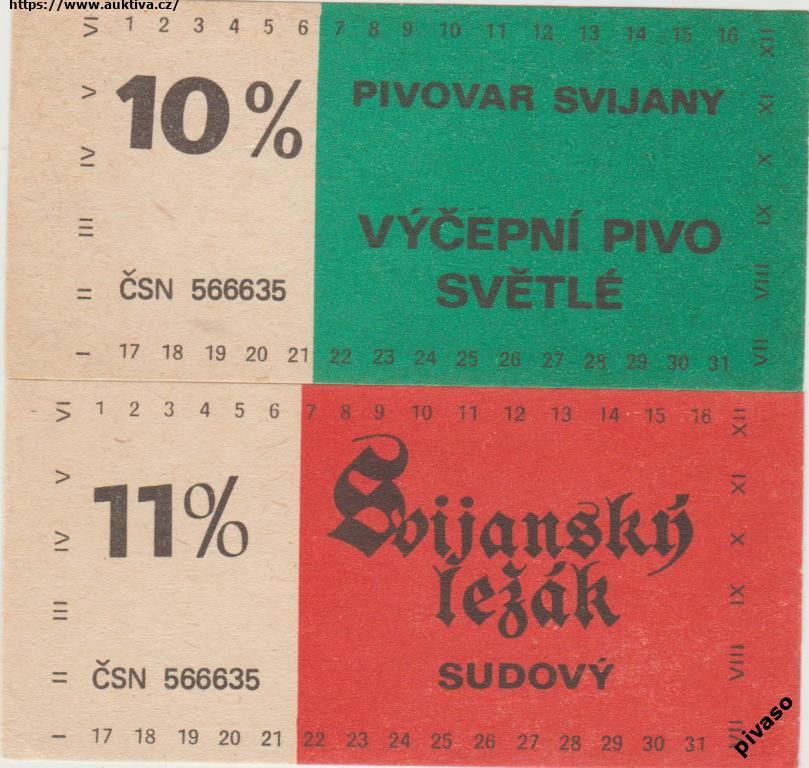 https://www.auktiva.cz/
VI 1 2 3 4 5 6 7 8 9 10 11 12 13 14 15 16 XII
V 10% PIVOVAR SVIJANY XI
IV X
III VÝČEPNÍ PIVO IX
II ČSN 566635 SVĚTLÉ VIII
I 17 18 19 20 21 22 23 24 25 26 27 28 29 30 31 VII
VI 1 2 3 4 5 6 7 8 9 10 11 12 13 14 15 16 XII
V 11% Svijanský XI
IV X
III ležák IX
II ČSN 566635 SUDOVÝ VIII
I 17 18 19 20 21 22 23 24 25 26 27 28 29 30 31 VII
pivaso